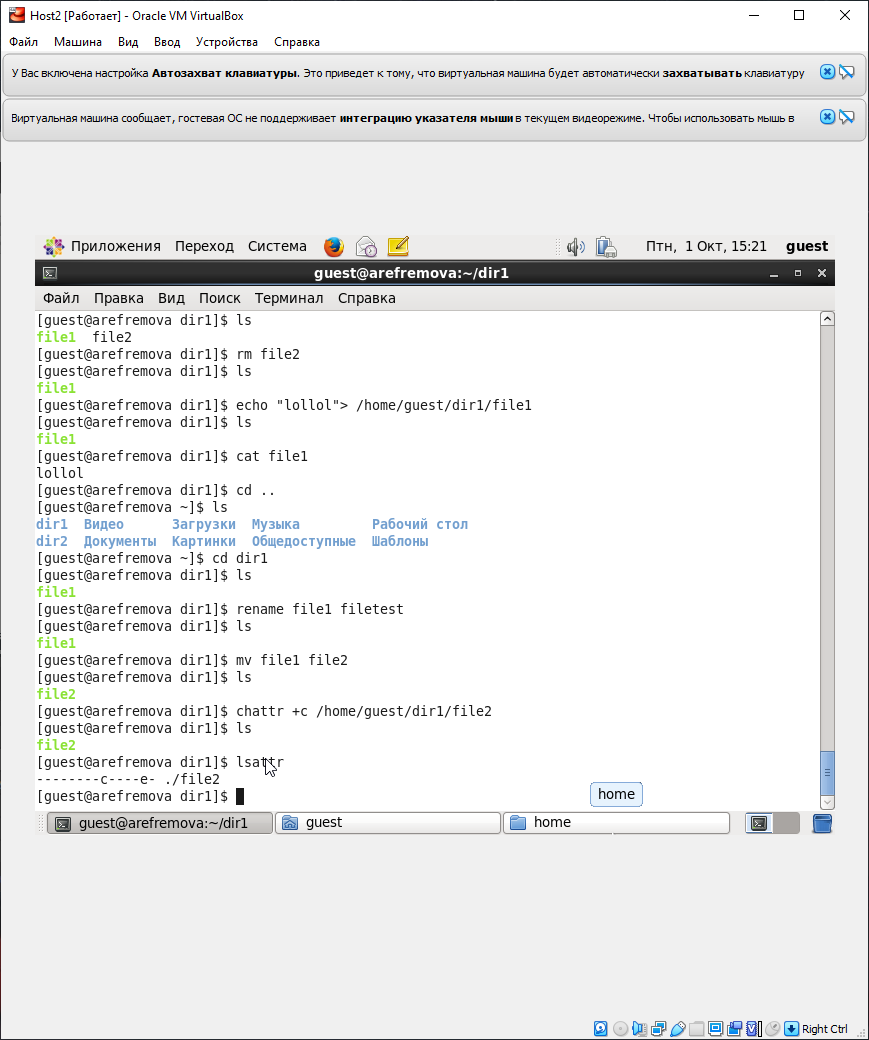 Host2 [Работает] - Oracle VM VirtualBox
Файл Машина Вид Ввод Устройства Справка
У Вас включена настройка Автозахват клавиатуры. Это приведет к тому, что виртуальная машина будет автоматически захватывать клавиатуру
Виртуальная машина сообщает, гостевая ОС не поддерживает интеграцию указателя мыши в текущем видеорежиме. Чтобы использовать мышь в
Приложения Переход Система Птн, 1 Окт, 15:21 guest
guest@arefremova:~/dir1
Файл Правка Вид Поиск Терминал Справка
[guest@arefremova dir1]$ ls
file1  file2
[guest@arefremova dir1]$ rm file2
[guest@arefremova dir1]$ ls
file1
[guest@arefremova dir1]$ echo "lollol"> /home/guest/dir1/file1
[guest@arefremova dir1]$ ls
file1
[guest@arefremova dir1]$ cat file1
lollol
[guest@arefremova dir1]$ cd ..
[guest@arefremova ~]$ ls
dir1  Видео      Загрузки  Музыка         Рабочий стол
dir2  Документы  Картинки  Общедоступные  Шаблоны
[guest@arefremova ~]$ cd dir1
[guest@arefremova dir1]$ ls
file1
[guest@arefremova dir1]$ rename file1 filetest
[guest@arefremova dir1]$ ls
file1
[guest@arefremova dir1]$ mv file1 file2
[guest@arefremova dir1]$ ls
file2
[guest@arefremova dir1]$ chattr +c /home/guest/dir1/file2
[guest@arefremova dir1]$ ls
file2
[guest@arefremova dir1]$ lsattr
--------c----e- ./file2
[guest@arefremova dir1]$
home
guest@arefremova:~/dir1 guest home
Right Ctrl